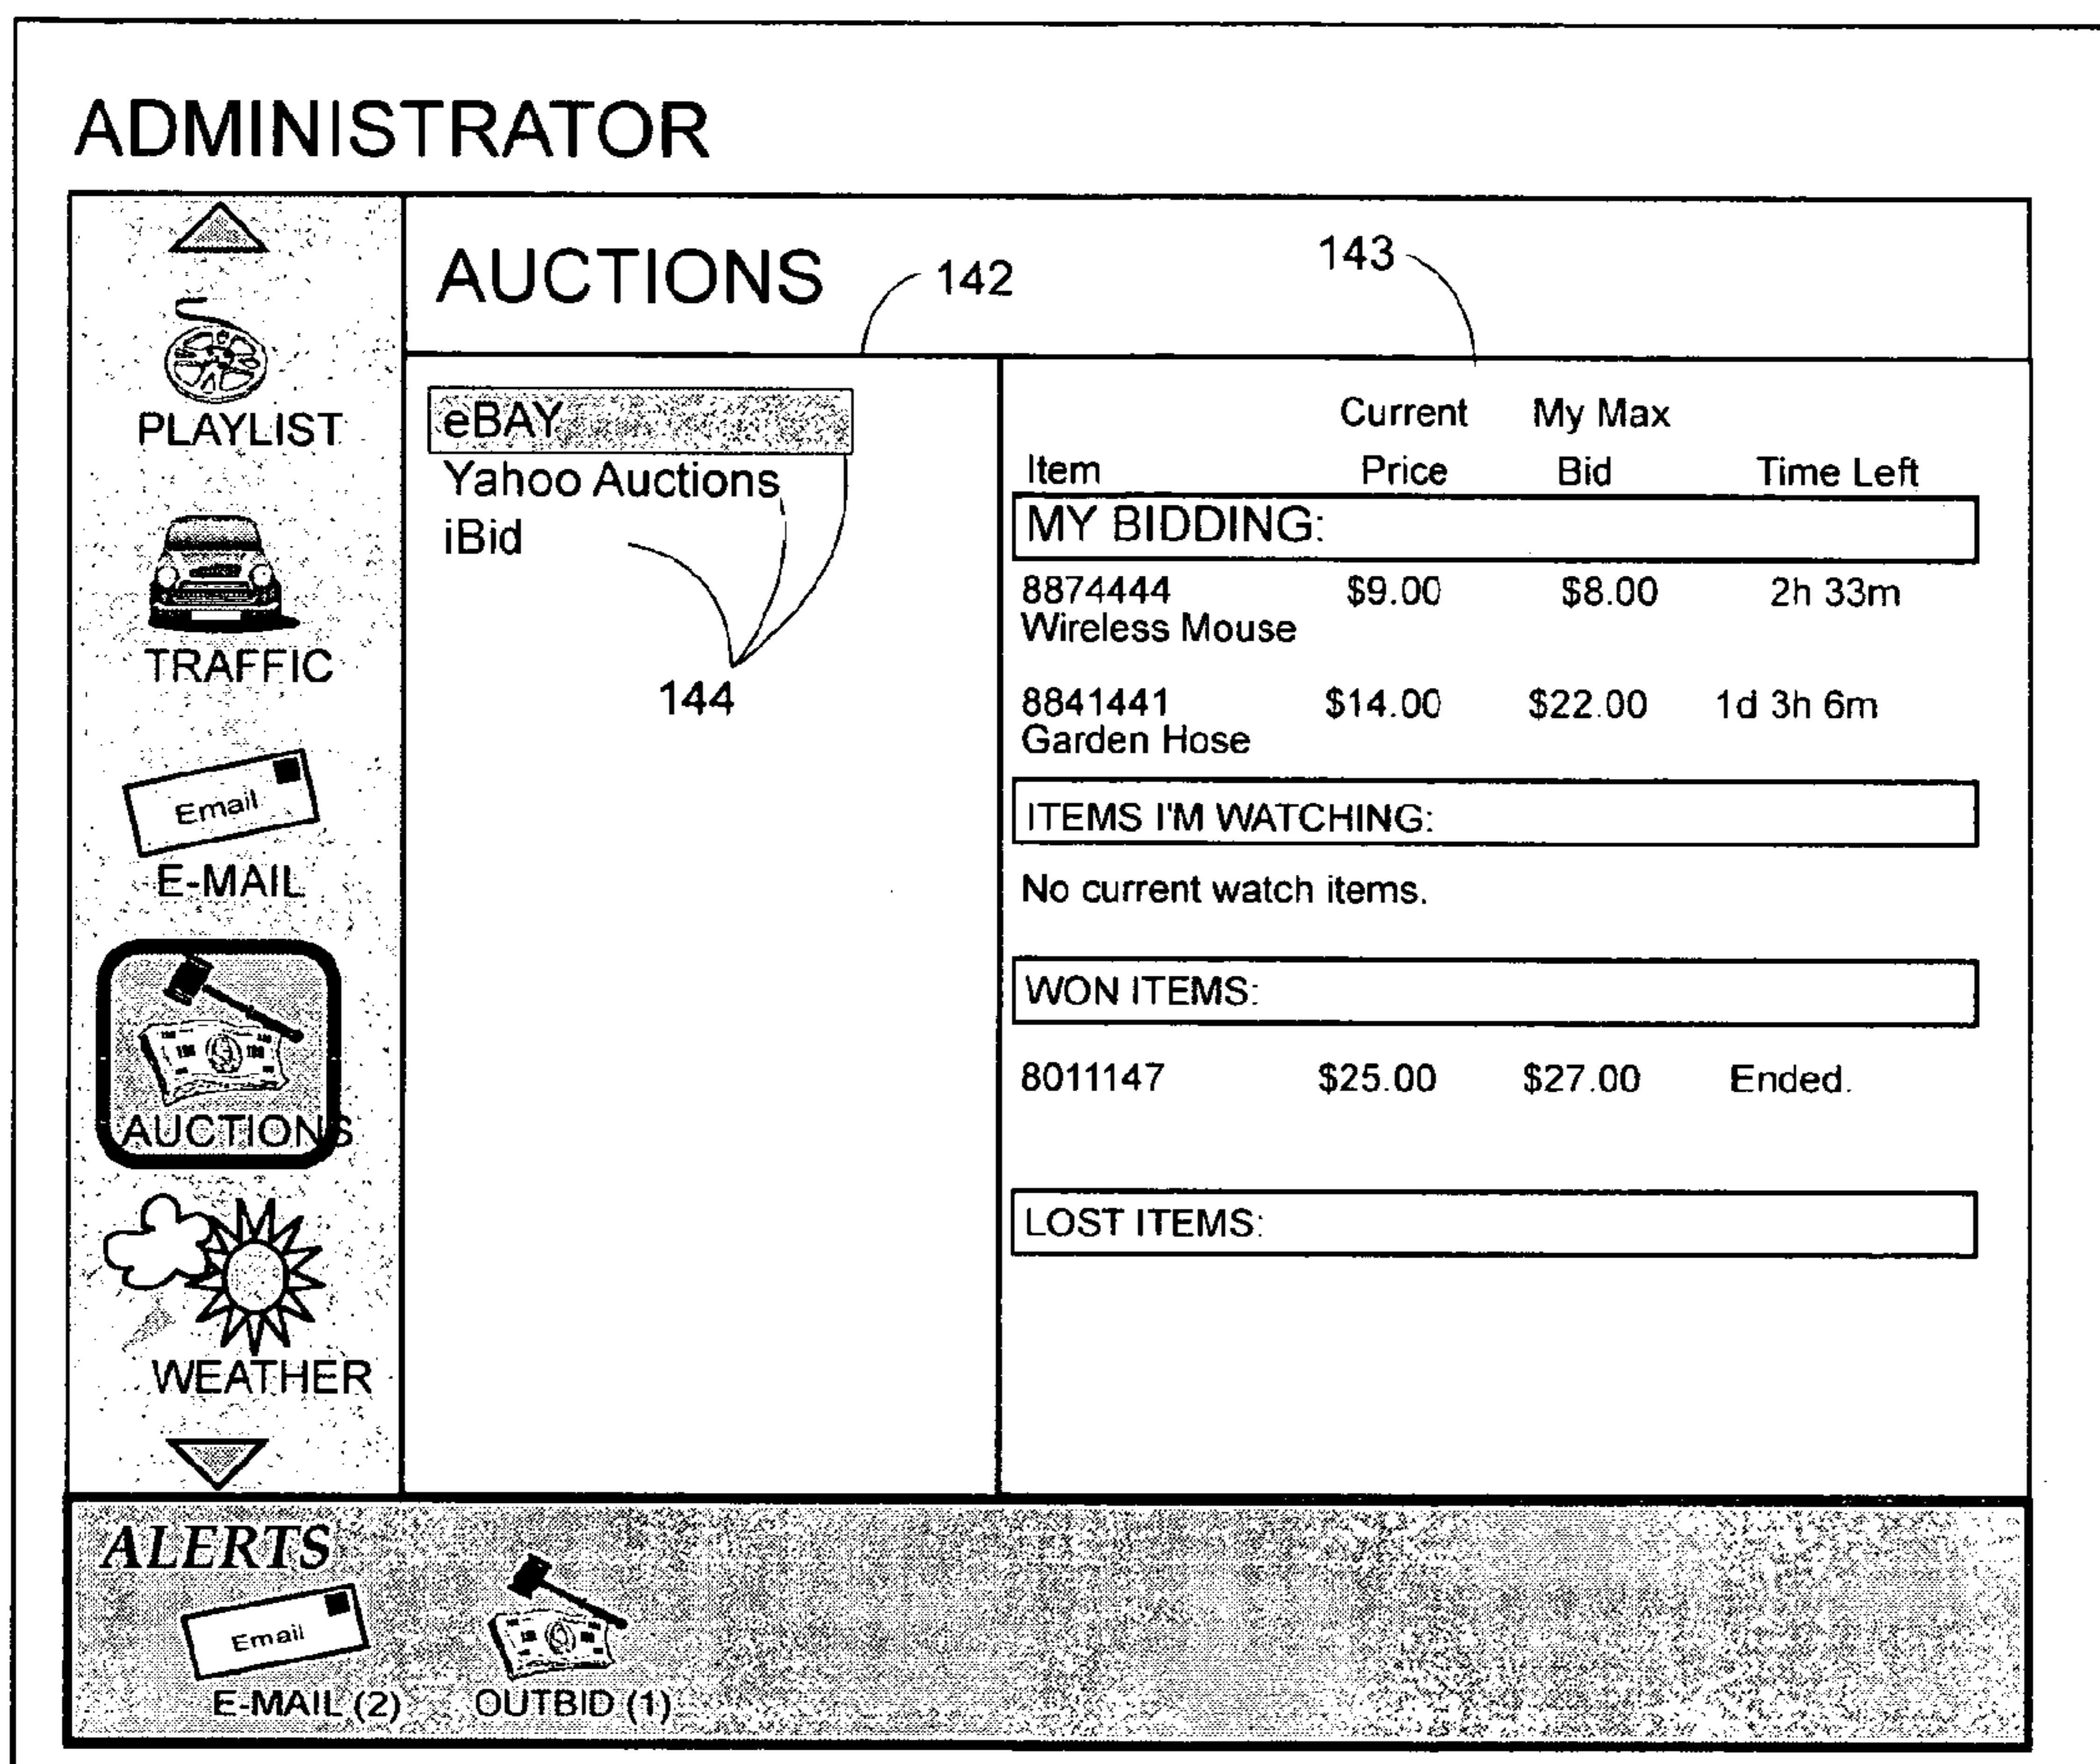 ADMINISTRATOR
PLAYLIST
TRAFFIC
Email
E-MAIL
AUCTIONS
WEATHER
AUCTIONS
142
143
eBAY
Yahoo Auctions
iBid
144
Current My Max
Item Price Bid Time Left
MY BIDDING:
8874444 $9.00 $8.00 2h 33m
Wireless Mouse
8841441 $14.00 $22.00 1d 3h 6m
Garden Hose
ITEMS I'M WATCHING:
No current watch items.
WON ITEMS:
8011147 $25.00 $27.00 Ended.
LOST ITEMS:
ALERTS
Email
E-MAIL (2) OUTBID (1)